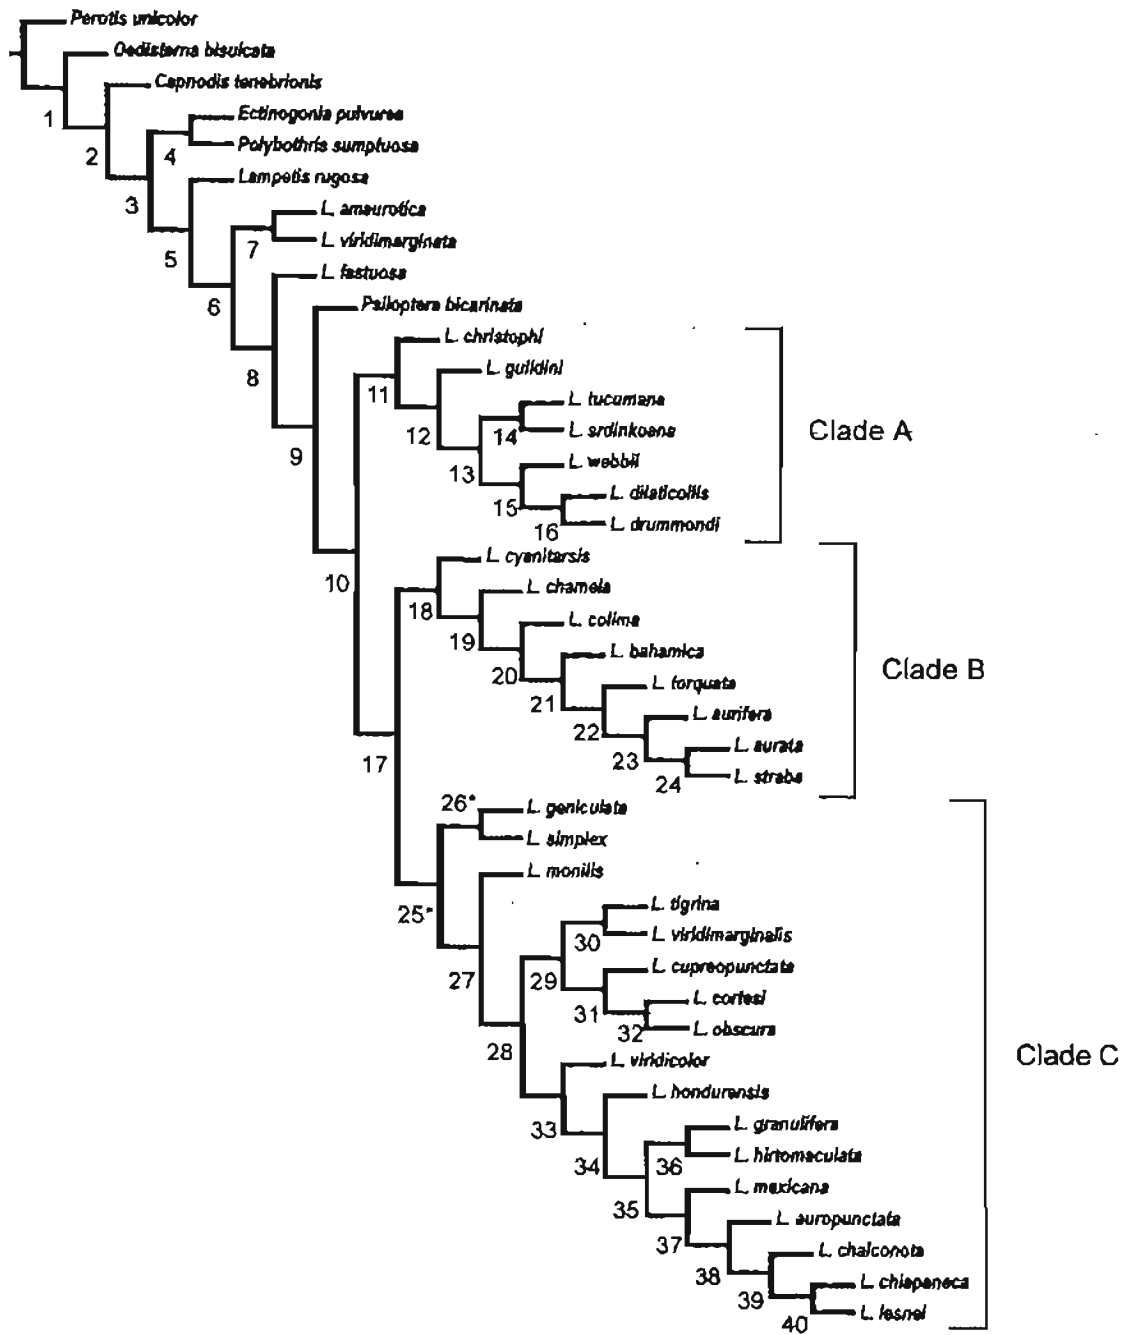 Perotis unicolor
Oedisterna bisulcata
Capnodis tenebrionis
Ectinogonia pulvurea
1
Polybothris sumptuosa
2
4
Lampetis rugosa
3
L. amaurotica
L. viridimarginata
7
5
L. fastuosa
6
Psiloptera bicarinata
L. christophi
L. guildini
8
11
L. tucumana
Clade A
12
14
L. srdinkoana
9
L. webbii
13
L. dilaticollis
15
L. drummondi
16
L. cyanitarsis
10
L. chamela
18
L. colima
19
L. bahamica
Clade B
20
L. torquata
21
L. aurifera
22
L. aurata
17
23
L. straba
24
26*
L. geniculata
L. simplex
L. monilis
25*
L. tigrina
30
L. viridimarginalis
L. cupreopunctata
27
29
L. cortesi
31
L. obscura
32
28
L. viridicolor
Clade C
L. hondurensis
33
L. granulifera
34
36
L. hirtomaculata
L. mexicana
35
L. auropunctata
37
L. chalconota
38
L. chiapaneca
39
L. lesnei
40